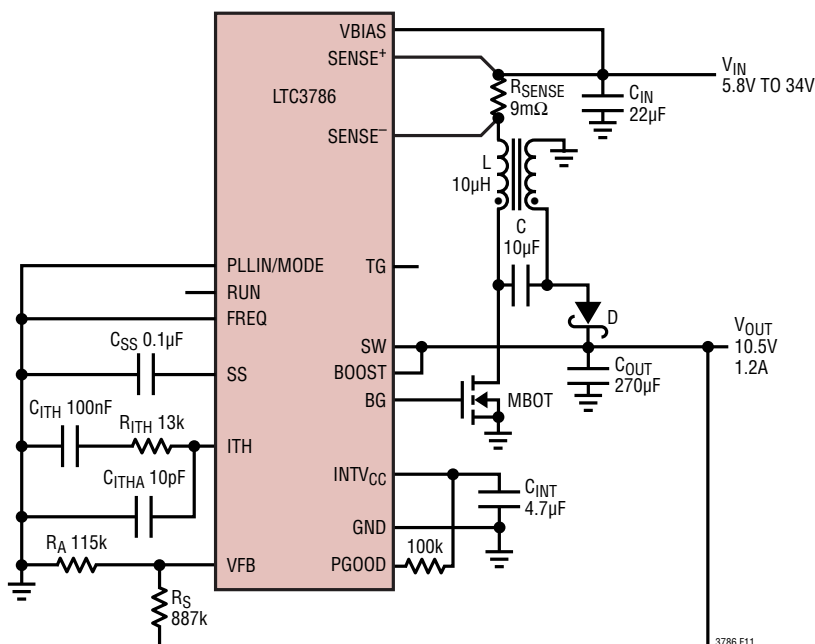 VBIAS
SENSE+
LTC3786
SENSE–
RSENSE
9mΩ
VIN
5.8V TO 34V
CIN
22µF
L
10µH
C
10µF
PLLIN/MODE
TG
RUN
FREQ
D
CSS 0.1µF
SS
SW
BOOST
BG
MBOT
VOUT
10.5V
1.2A
COUT
270µF
CITH 100nF
RITH 13k
ITH
CITHA 10pF
INTVCC
CINT
4.7µF
GND
RA 115k
VFB
PGOOD
100k
RS
887k
3786 F11